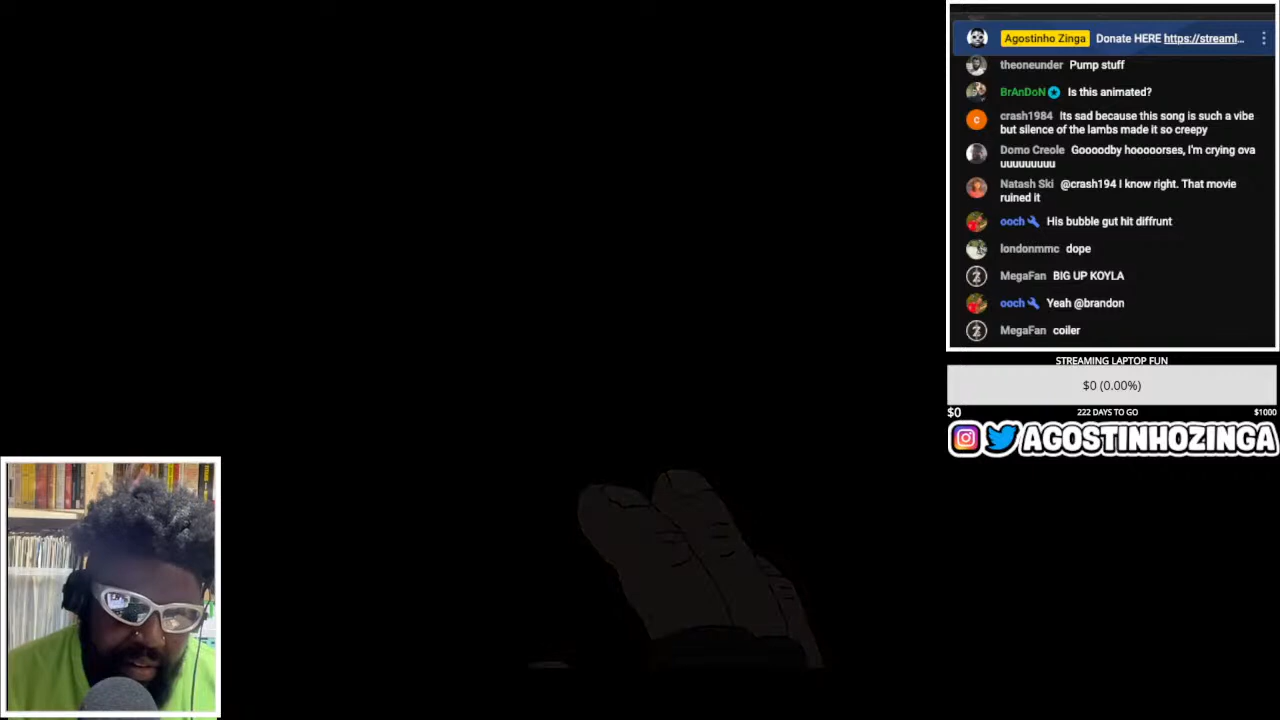 Agostinho Zinga Donate HERE https://streaml...
theoneunder Pump stuff
BrAnDoN Is this animated?
crash1984 Its sad because this song is such a vibe
but silence of the lambs made it so creepy
Domo Creole Goooodby hooooorses, I'm crying ova
uuuuuuuuu
Natash Ski @crash194 I know right. That movie
ruined it
ooch His bubble gut hit diffrunt
londonmmc dope
MegaFan BIG UP KOYLA
ooch Yeah @brandon
MegaFan coiler
STREAMING LAPTOP FUN
$0 (0.00%)
$0 222 DAYS TO GO $1000
AGOSTINHOZINGA